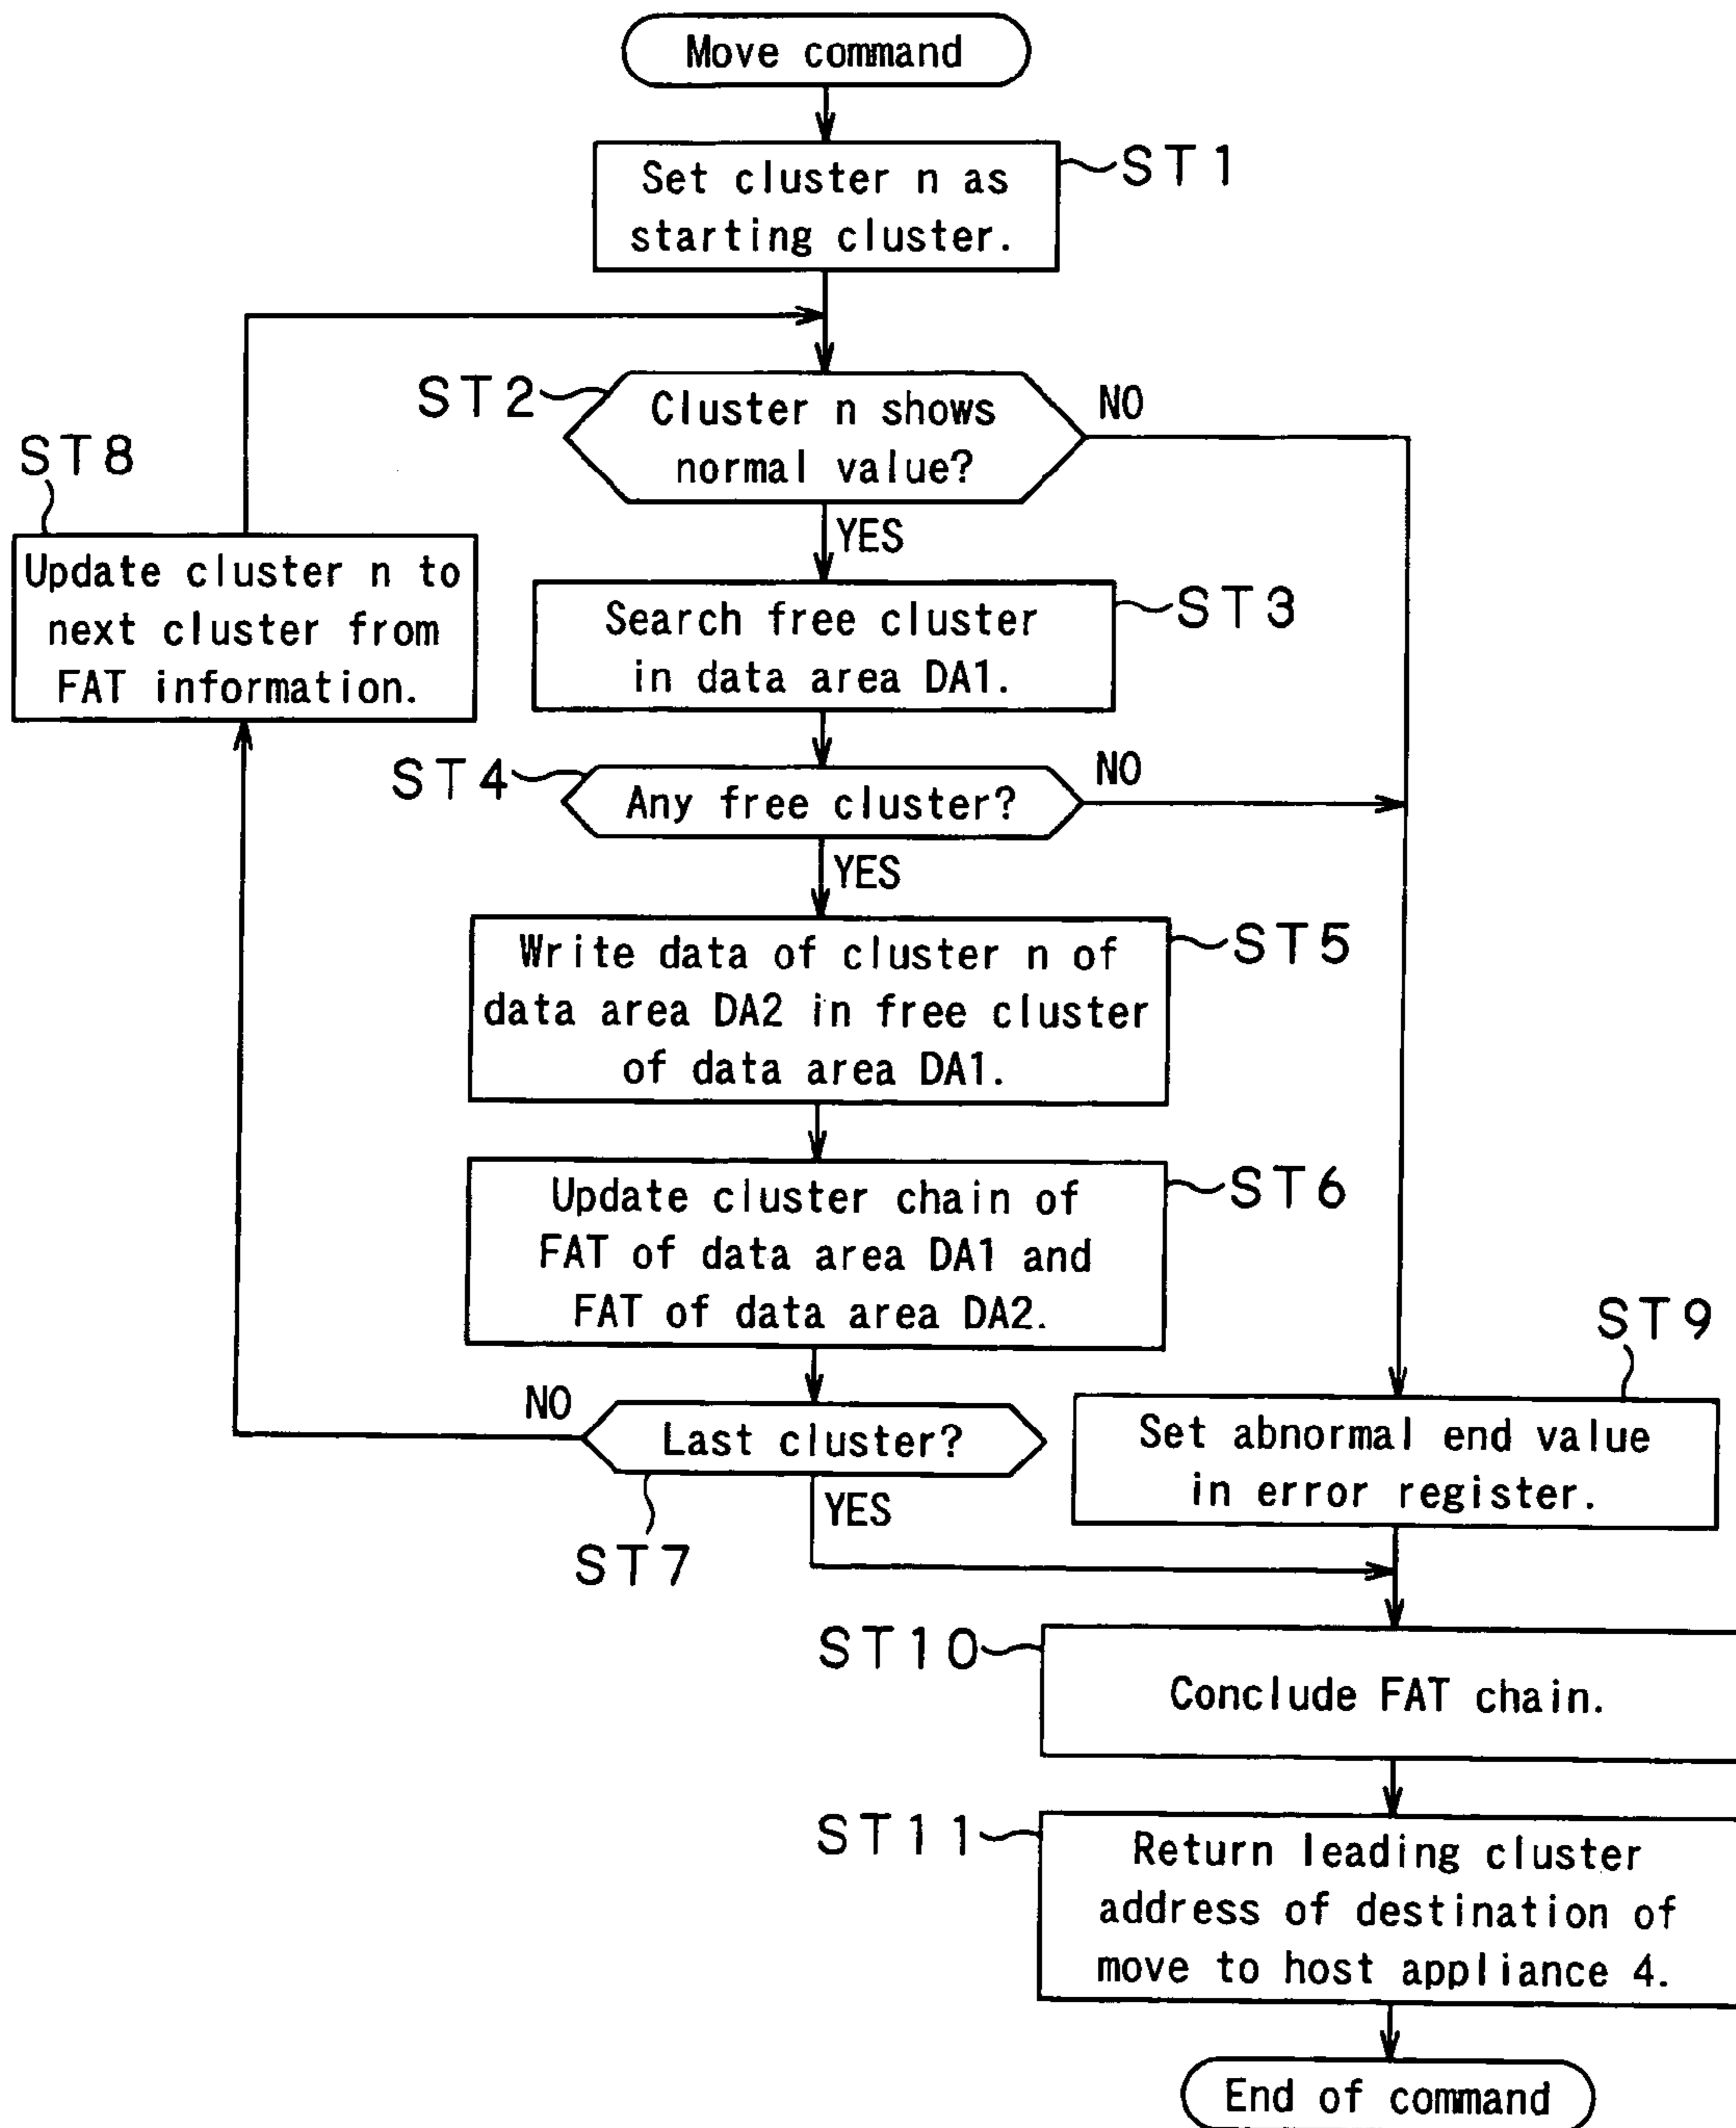 Move command
Set cluster n as
starting cluster.
ST1
ST2
Cluster n shows
normal value?
NO
YES
ST8
Update cluster n to
next cluster from
FAT information.
Search free cluster
in data area DA1.
ST3
ST4
Any free cluster?
NO
YES
Write data of cluster n of
data area DA2 in free cluster
of data area DA1.
ST5
Update cluster chain of
FAT of data area DA1 and
FAT of data area DA2.
ST6
NO
Last cluster?
YES
ST7
ST9
Set abnormal end value
in error register.
ST10
Conclude FAT chain.
ST11
Return leading cluster
address of destination of
move to host appliance 4.
End of command